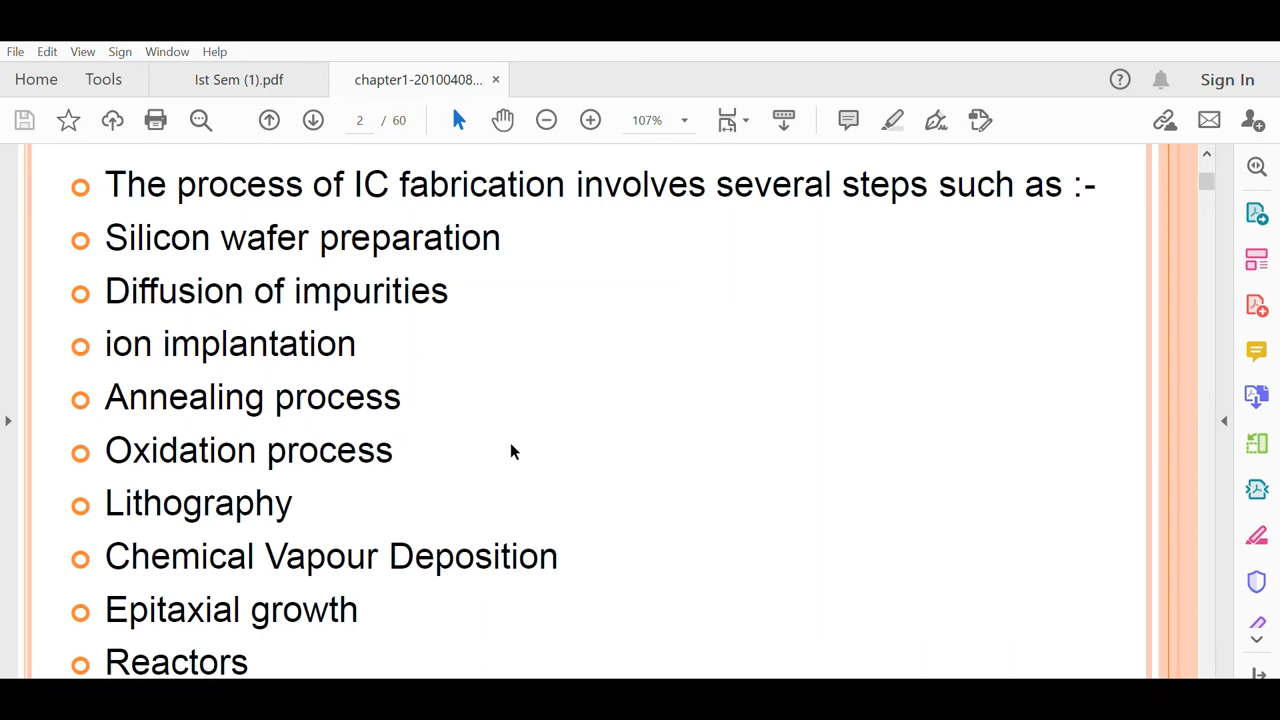 File Edit View Sign Window Help
Home Tools Ist Sem (1).pdf chapter1-20100408... × Sign In
2 / 60 107%
The process of IC fabrication involves several steps such as :-
Silicon wafer preparation
Diffusion of impurities
ion implantation
Annealing process
Oxidation process
Lithography
Chemical Vapour Deposition
Epitaxial growth
Reactors